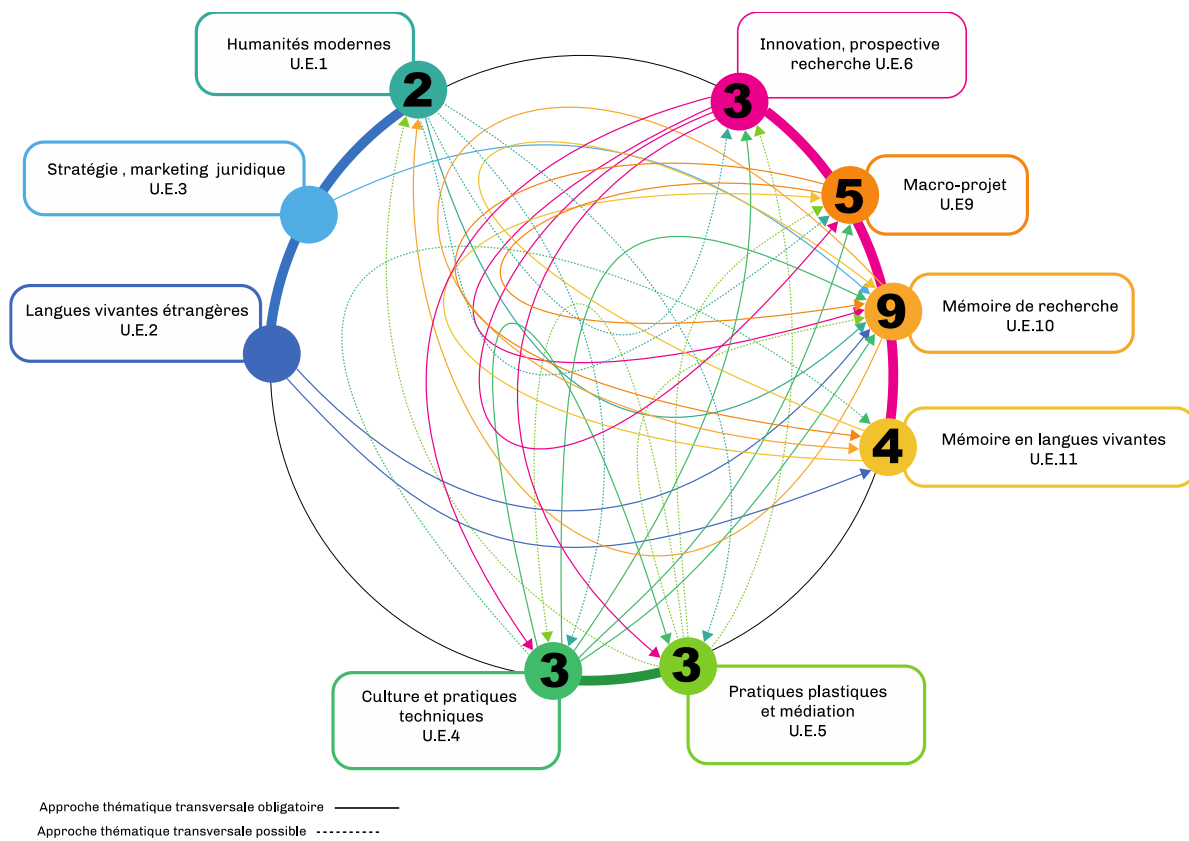 Humanités modernes
U.E.1
2
Innovation, prospective
recherche U.E.6
3
Stratégie , marketing  juridique
U.E.3
Macro-projet
U.E9
5
Langues vivantes étrangères
U.E.2
Mémoire de recherche
U.E.10
9
Mémoire en langues vivantes
U.E.11
4
3
Culture et pratiques
techniques
U.E.4
3
Pratiques plastiques
et médiation
U.E.5
Approche thématique transversale obligatoire
Approche thématique transversale possible